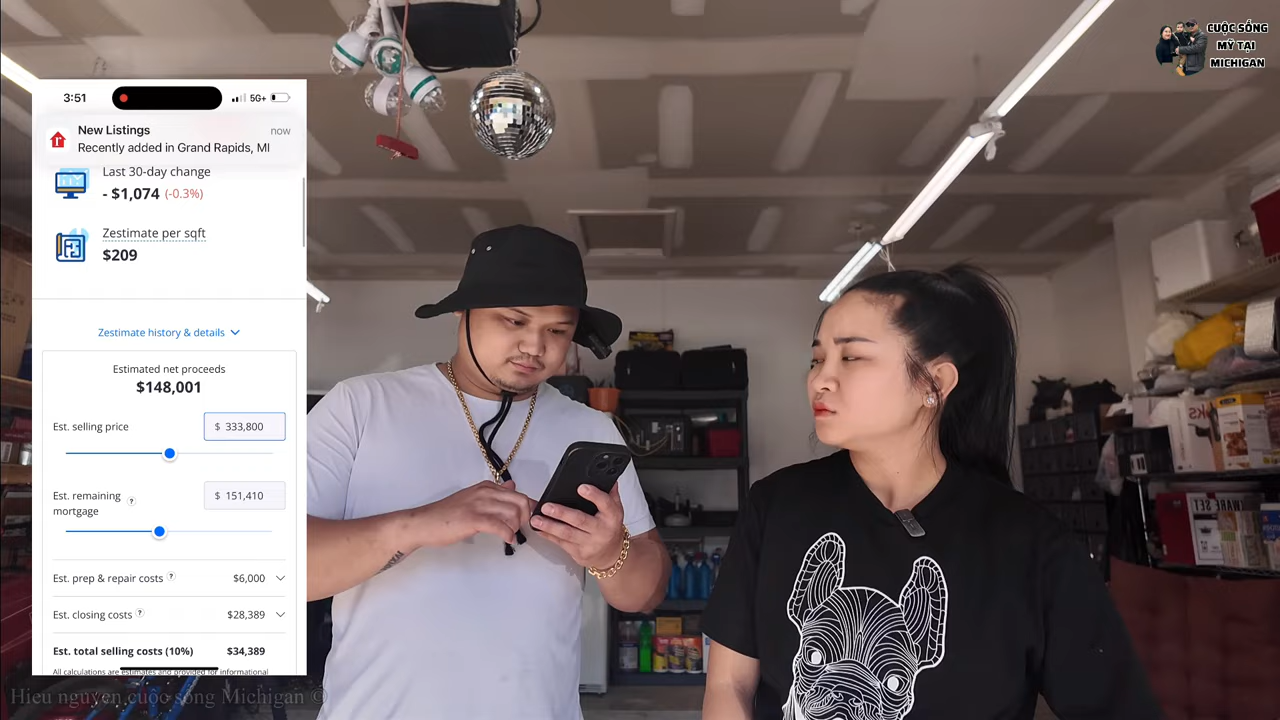 CUỘC SỐNG
MỸ TẠI
MICHIGAN
3:51
5G+
New Listings
now
Recently added in Grand Rapids, MI
Last 30-day change
- $1,074 (-0.3%)
Zestimate per sqft
$209
Zestimate history & details
Estimated net proceeds
$148,001
Est. selling price
$ 333,800
Est. remaining
mortgage
?
$ 151,410
Est. prep & repair costs ?
$6,000
Est. closing costs ?
$28,389
Est. total selling costs (10%)
$34,389
All calculations are estimates and provided for informational
Hieu nguyen cuộc sống Michigan ©